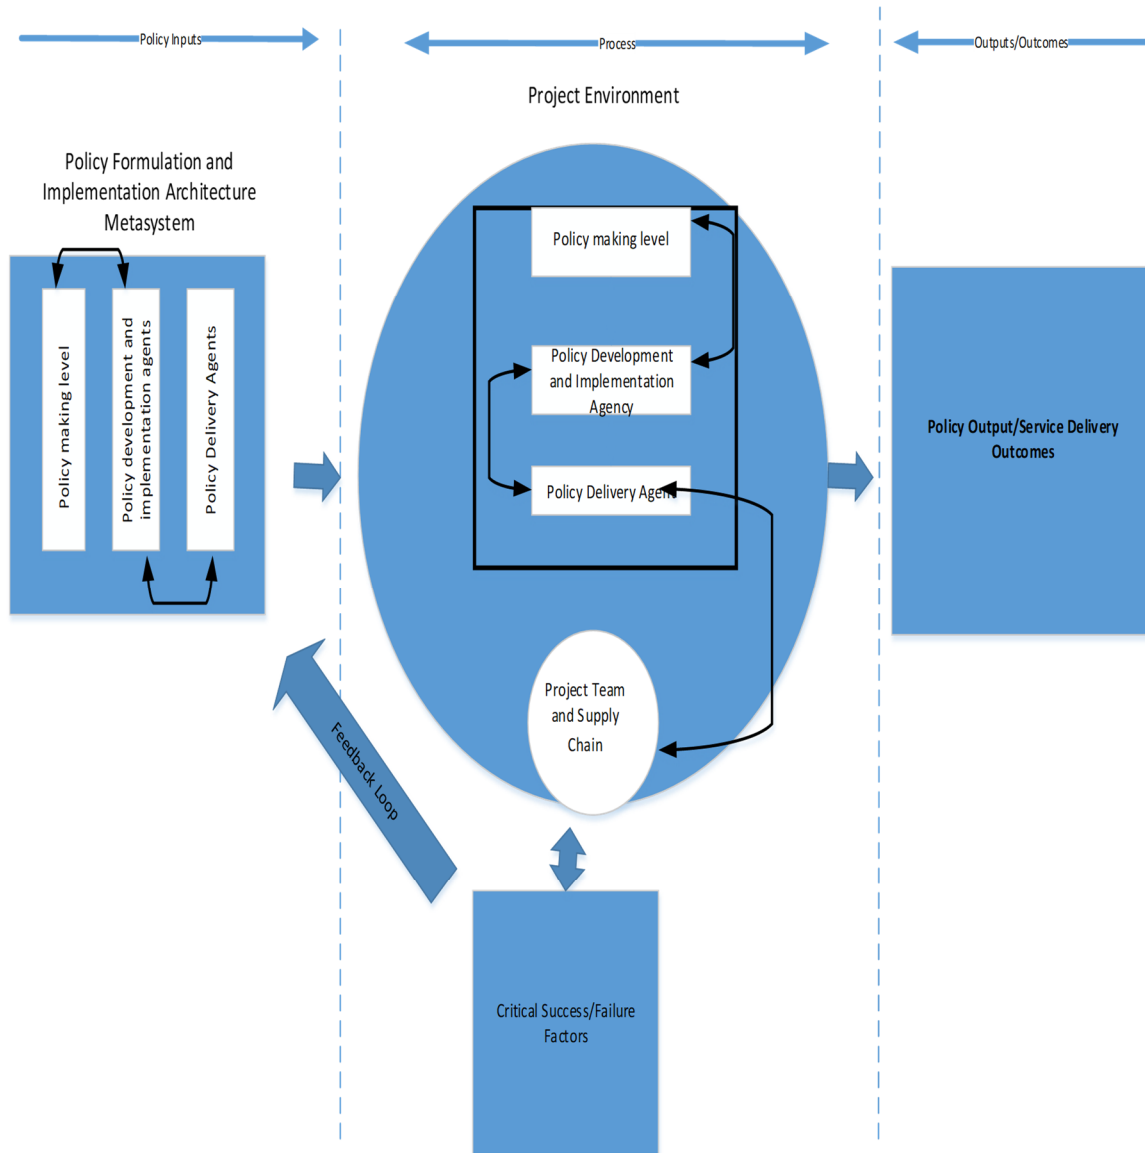 Policy Inputs
Process
Outputs/Outcomes
Project Environment
Policy Formulation and
Implementation Architecture
Metasystem
Policy making level
Policy development and
implementation agents
Policy Delivery Agents
Policy making level
Policy Development
and Implementation
Agency
Policy Delivery Agent
Project Team
and Supply
Chain
Policy Output/Service Delivery
Outcomes
Feedback Loop
Critical Success/Failure
Factors